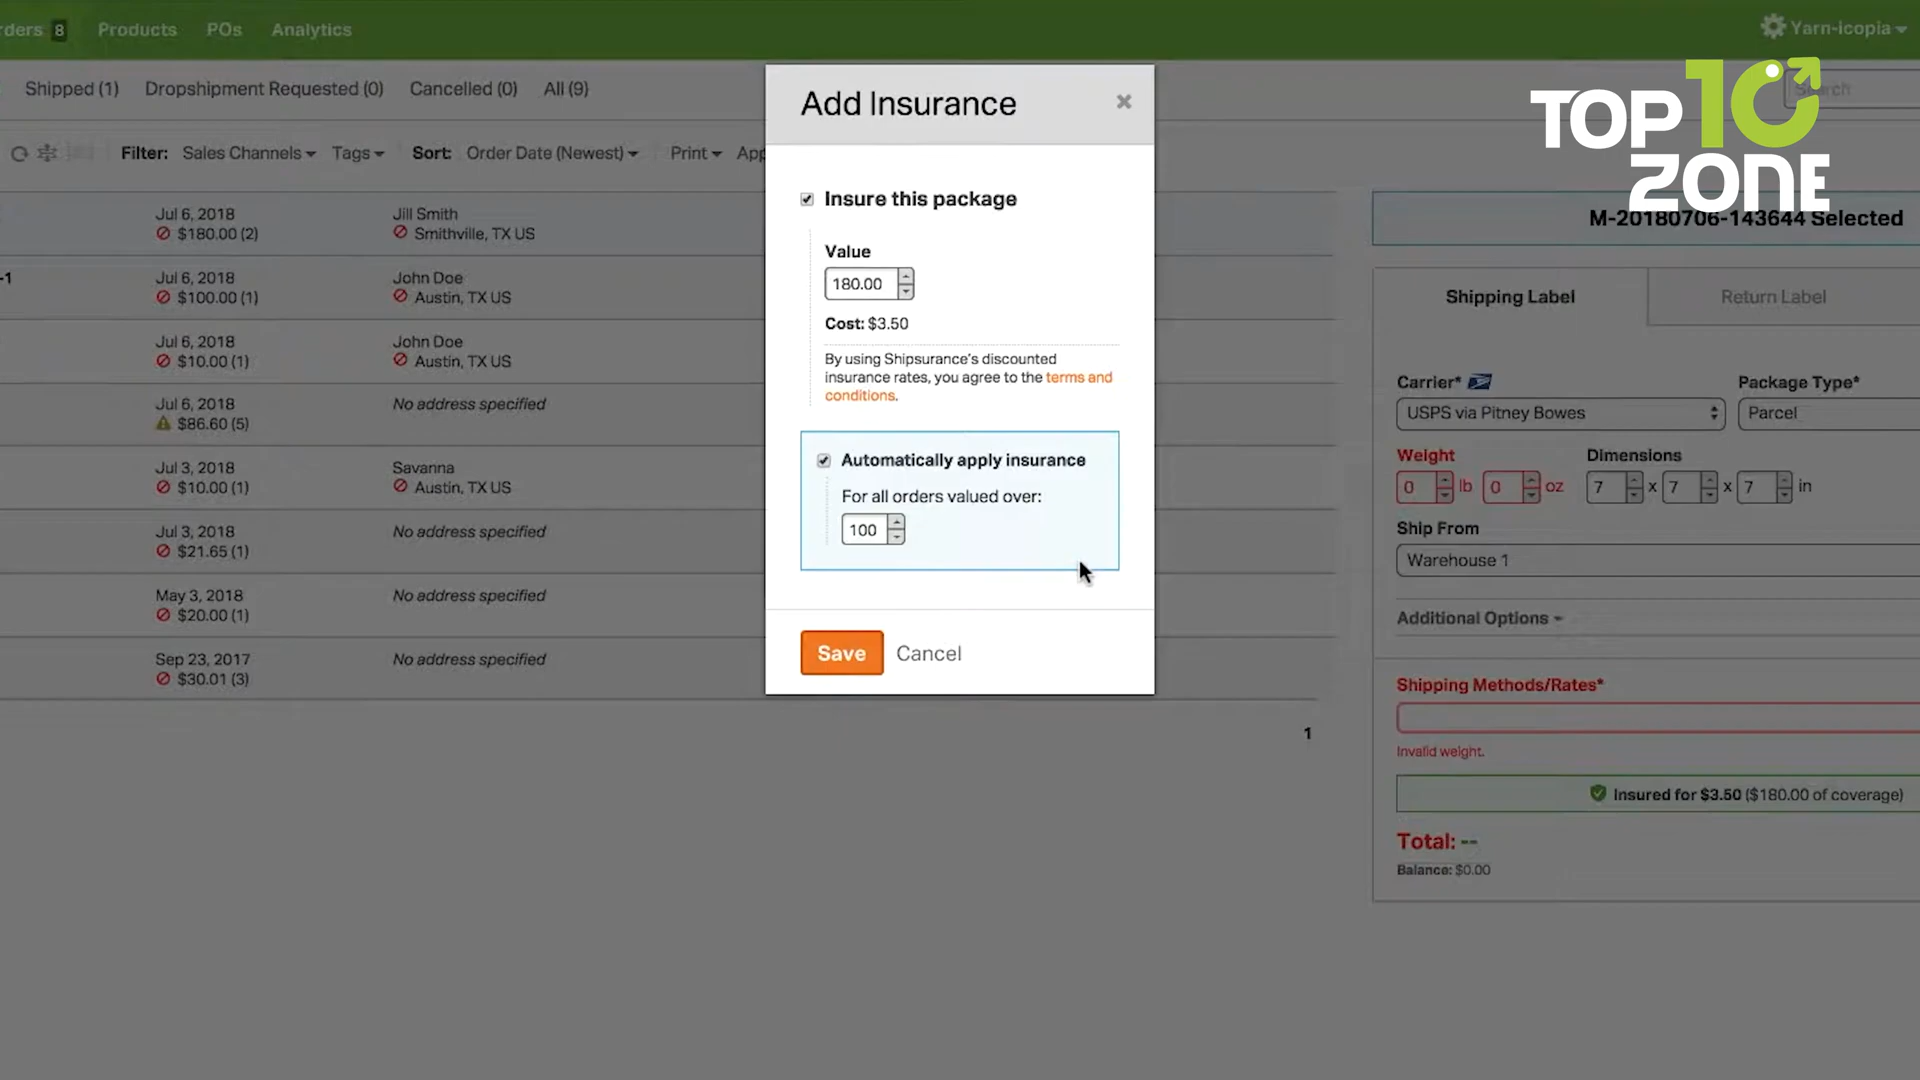 rders 8 Products POs Analytics Yarn-icopia
Shipped (1) Dropshipment Requested (0) Cancelled (0) All (9) Search
TOP 10
ZONE
Filter: Sales Channels Tags Sort: Order Date (Newest) Print App
Add Insurance
Insure this package
Value
180.00
Cost: $3.50
By using Shipsurance's discounted
insurance rates, you agree to the terms and
conditions.
Automatically apply insurance
For all orders valued over:
100
Save Cancel
Jul 6, 2018 Jill Smith
$180.00 (2) Smithville, TX US
-1 Jul 6, 2018 John Doe
$100.00 (1) Austin, TX US
Jul 6, 2018 John Doe
$10.00 (1) Austin, TX US
Jul 6, 2018 No address specified
$86.60 (5)
Jul 3, 2018 Savanna
$10.00 (1) Austin, TX US
Jul 3, 2018 No address specified
$21.65 (1)
May 3, 2018 No address specified
$20.00 (1)
Sep 23, 2017 No address specified
$30.01 (3)
1
M-20180706-143644 Selected
Shipping Label Return Label
Carrier* Package Type*
USPS via Pitney Bowes Parcel
Weight Dimensions
0 lb 0 oz 7 x 7 x 7 in
Ship From
Warehouse 1
Additional Options
Shipping Methods/Rates*
Invalid weight.
Insured for $3.50 ($180.00 of coverage)
Total: --
Balance: $0.00